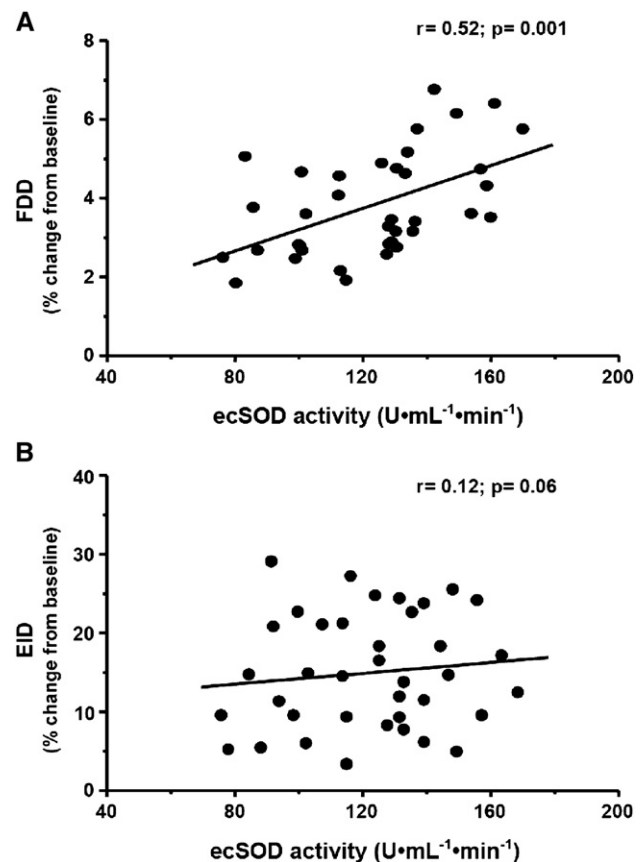 A
r= 0.52; p= 0.001
8
6
4
2
0
FDD
(% change from baseline)
40 80 120 160 200
ecSOD activity (U•mL⁻¹•min⁻¹)
B
r= 0.12; p= 0.06
40
30
20
10
0
EID
(% change from baseline)
40 80 120 160 200
ecSOD activity (U•mL⁻¹•min⁻¹)